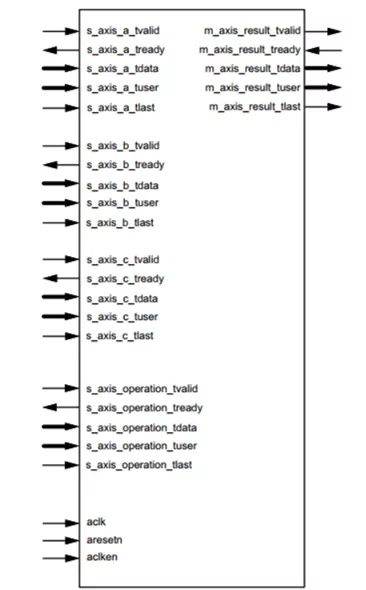 s_axis_a_tvalid
s_axis_a_tready
s_axis_a_tdata
s_axis_a_tuser
s_axis_a_tlast
s_axis_b_tvalid
s_axis_b_tready
s_axis_b_tdata
s_axis_b_tuser
s_axis_b_tlast
s_axis_c_tvalid
s_axis_c_tready
s_axis_c_tdata
s_axis_c_tuser
s_axis_c_tlast
s_axis_operation_tvalid
s_axis_operation_tready
s_axis_operation_tdata
s_axis_operation_tuser
s_axis_operation_tlast
aclk
aresetn
aclken
m_axis_result_tvalid
m_axis_result_tready
m_axis_result_tdata
m_axis_result_tuser
m_axis_result_tlast